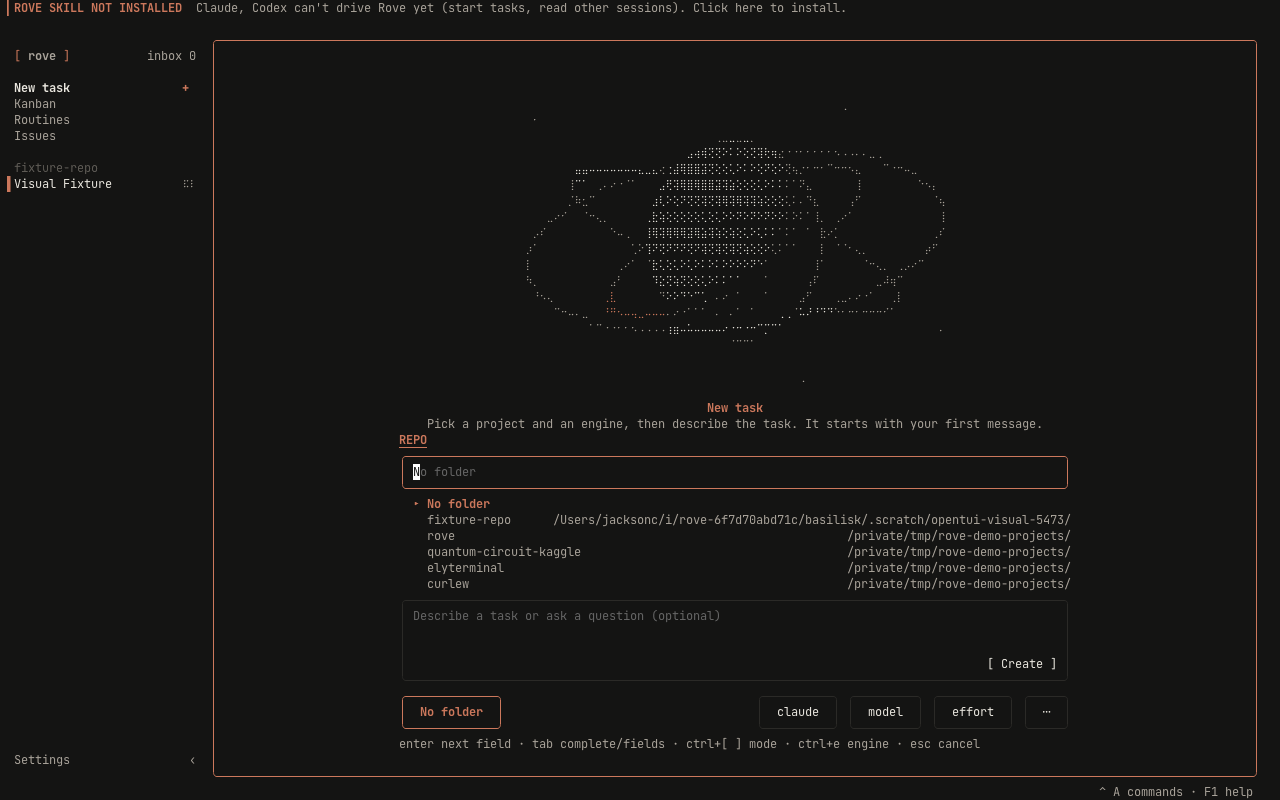 ROVE SKILL NOT INSTALLED Claude, Codex can't drive Rove yet (start tasks, read other sessions). Click here to install.
[ rove ] inbox 0
New task +
Kanban
Routines
Issues
fixture-repo
Visual Fixture
New task
Pick a project and an engine, then describe the task. It starts with your first message.
REPO
No folder
▸ No folder
fixture-repo /Users/jacksonc/i/rove-6f7d70abd71c/basilisk/.scratch/opentui-visual-5473/
rove /private/tmp/rove-demo-projects/
quantum-circuit-kaggle /private/tmp/rove-demo-projects/
elyterminal /private/tmp/rove-demo-projects/
curlew /private/tmp/rove-demo-projects/
Describe a task or ask a question (optional)
[ Create ]
No folder claude model effort ⋯
enter next field · tab complete/fields · ctrl+[ ] mode · ctrl+e engine · esc cancel
Settings ‹
^ A commands · F1 help